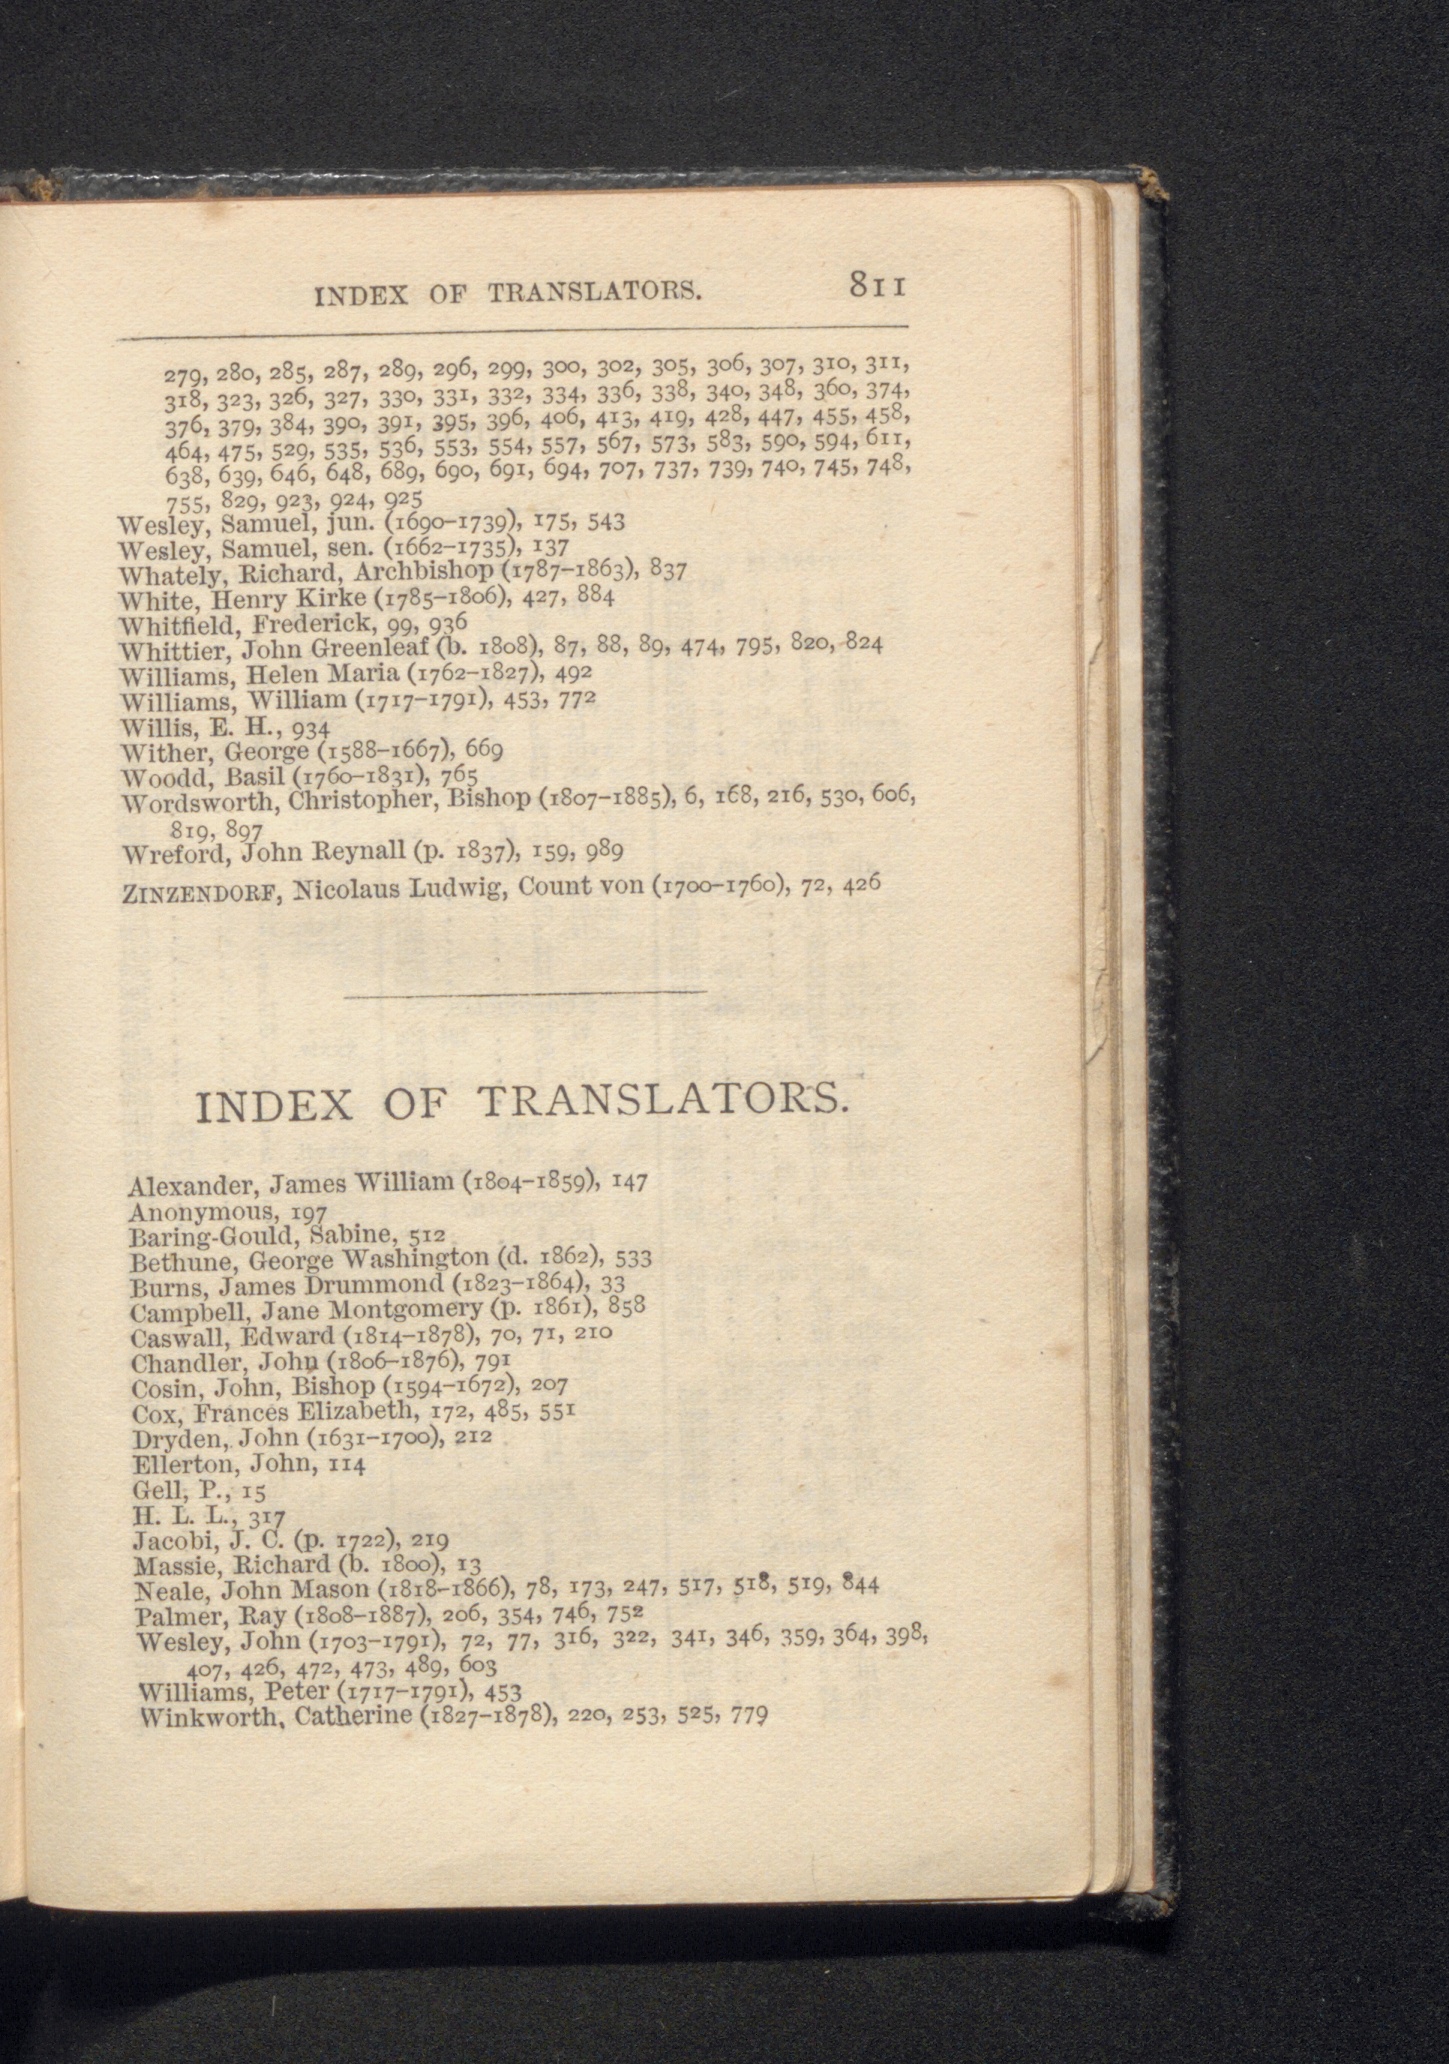 INDEX OF TRANSLATORS. 811
279, 280, 285, 287, 289, 296, 299, 300, 302, 305, 306, 307, 310, 311,
318, 323, 326, 327, 330, 331, 332, 334, 336, 338, 340, 348, 360, 374,
376, 379, 384, 390, 391, 395, 396, 406, 413, 419, 428, 447, 455, 458,
464, 475, 529, 535, 536, 553, 554, 557, 567, 573, 583, 590, 594, 611,
638, 639, 646, 648, 689, 690, 691, 694, 707, 737, 739, 740, 745, 748,
755, 829, 923, 924, 925
Wesley, Samuel, jun. (1690–1739), 175, 543
Wesley, Samuel, sen. (1662–1735), 137
Whately, Richard, Archbishop (1787–1863), 837
White, Henry Kirke (1785–1806), 427, 884
Whitfield, Frederick, 99, 936
Whittier, John Greenleaf (b. 1808), 87, 88, 89, 474, 795, 820, 824
Williams, Helen Maria (1762–1827), 492
Williams, William (1717–1791), 453, 772
Willis, E. H., 934
Wither, George (1588–1667), 669
Woodd, Basil (1760–1831), 765
Wordsworth, Christopher, Bishop (1807–1885), 6, 168, 216, 530, 606,
819, 897
Wreford, John Reynall (p. 1837), 159, 989
ZINZENDORF, Nicolaus Ludwig, Count von (1700–1760), 72, 426
INDEX OF TRANSLATORS.
Alexander, James William (1804–1859), 147
Anonymous, 197
Baring-Gould, Sabine, 512
Bethune, George Washington (d. 1862), 533
Burns, James Drummond (1823–1864), 33
Campbell, Jane Montgomery (p. 1861), 858
Caswall, Edward (1814–1878), 70, 71, 210
Chandler, John (1806–1876), 791
Cosin, John, Bishop (1594–1672), 207
Cox, Frances Elizabeth, 172, 485, 551
Dryden, John (1631–1700), 212
Ellerton, John, 114
Gell, P., 15
H. L. L., 317
Jacobi, J. C. (p. 1722), 219
Massie, Richard (b. 1800), 13
Neale, John Mason (1818–1866), 78, 173, 247, 517, 518, 519, 844
Palmer, Ray (1808–1887), 206, 354, 746, 752
Wesley, John (1703–1791), 72, 77, 316, 322, 341, 346, 359, 364, 398,
407, 426, 472, 473, 489, 603
Williams, Peter (1717–1791), 453
Winkworth, Catherine (1827–1878), 220, 253, 525, 779